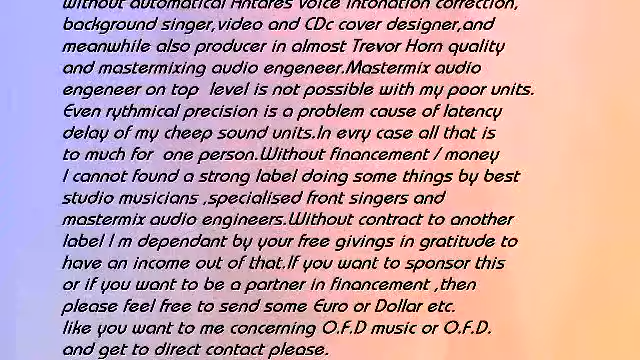 without automatical Antares voice intonation correction,
background singer,video and CDc cover designer,and
meanwhile also producer in almost Trevor Horn quality
and mastermixing audio engeneer.Mastermix audio
engeneer on top  level is not possible with my poor units.
Even rythmical precision is a problem cause of latency
delay of my cheep sound units.In evry case all that is
to much for  one person.Without financement / money
I cannot found a strong label doing some things by best
studio musicians ,specialised front singers and
mastermix audio engineers.Without contract to another
label I m dependant by your free givings in gratitude to
have an income out of that.If you want to sponsor this
or if you want to be a partner in financement ,then
please feel free to send some Euro or Dollar etc.
like you want to me concerning O.F.D music or O.F.D.
and get to direct contact please.